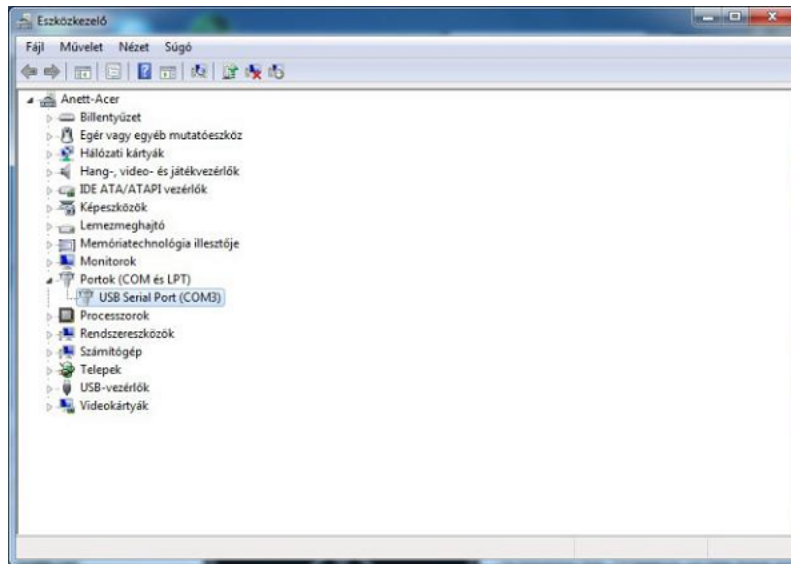 Eszközkezelő
Fájl Művelet Nézet Súgó
Anett-Acer
Billentyűzet
Egér vagy egyéb mutatóeszköz
Hálózati kártyák
Hang-, video- és játékvezérlők
IDE ATA/ATAPI vezérlők
Képeszközök
Lemezmeghajtó
Memóriatechnológia illesztője
Monitorok
Portok (COM és LPT)
USB Serial Port (COM3)
Processzorok
Rendszereszközök
Számítógép
Telepek
USB-vezérlők
Videokártyák